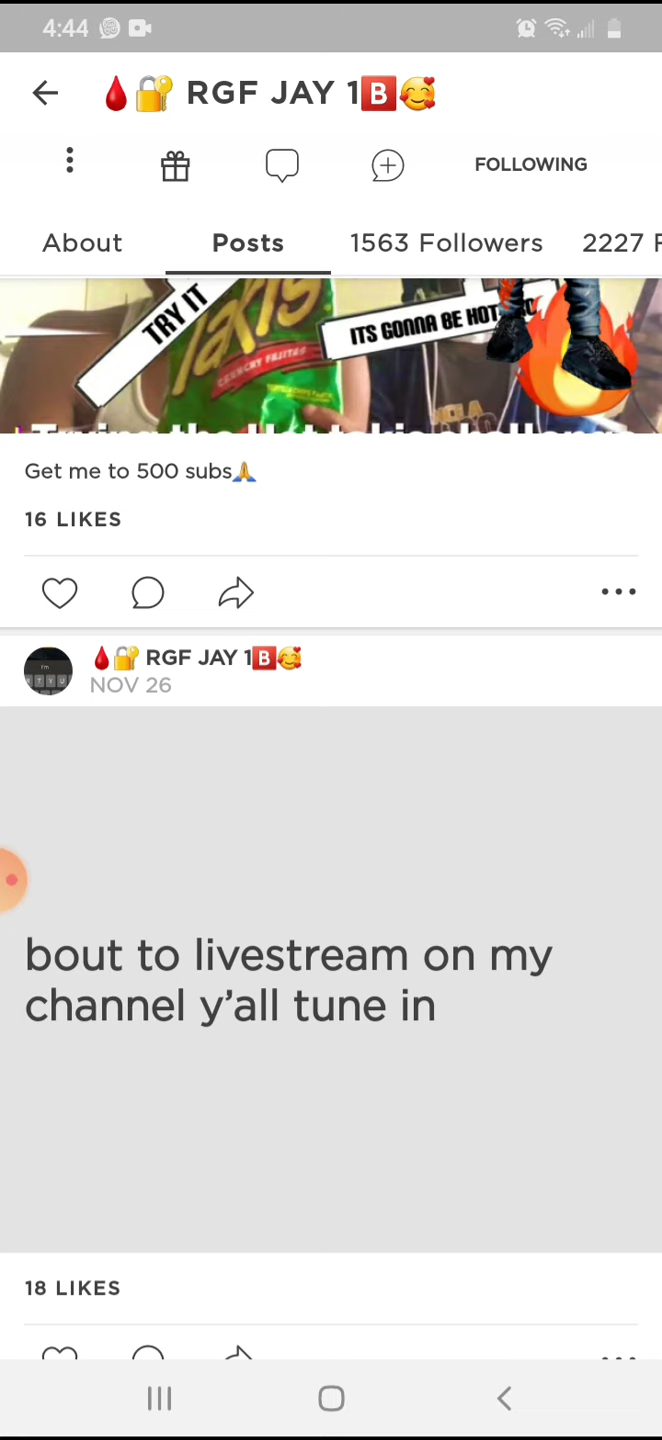 4:44
🩸🔐 RGF JAY 1🅱️🥰
FOLLOWING
About Posts 1563 Followers 2227 F
TRY IT
Takis
CRUNCHY FAJITAS
ITS GONNA BE HOT
Get me to 500 subs🙏
16 LIKES
🩸🔐 RGF JAY 1🅱️🥰
NOV 26
bout to livestream on my
channel y'all tune in
18 LIKES